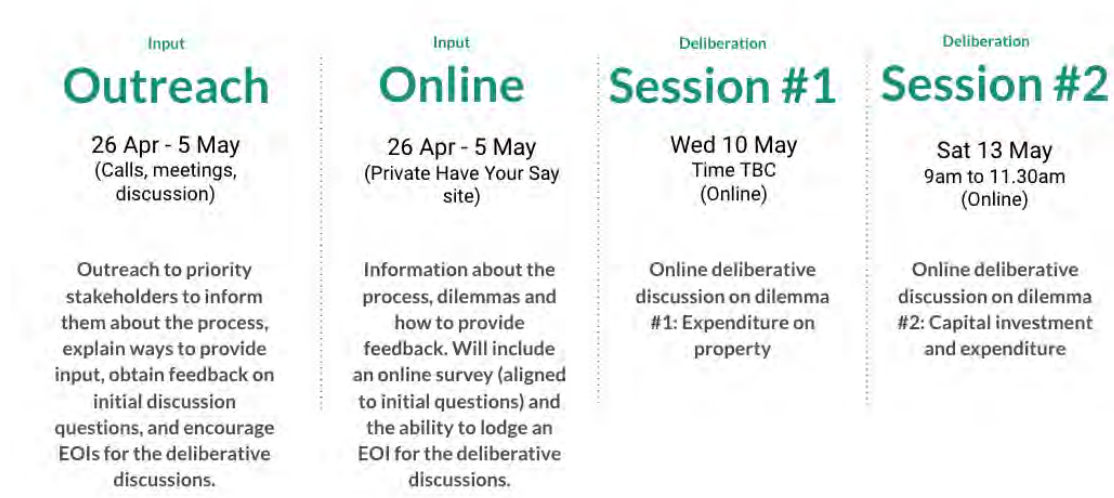 Input
Outreach
26 Apr - 5 May
(Calls, meetings,
discussion)
Outreach to priority
stakeholders to inform
them about the process,
explain ways to provide
input, obtain feedback on
initial discussion
questions, and encourage
EOIs for the deliberative
discussions.
Input
Online
26 Apr - 5 May
(Private Have Your Say
site)
Information about the
process, dilemmas and
how to provide
feedback. Will include
an online survey (aligned
to initial questions) and
the ability to lodge an
EOI for the deliberative
discussions.
Deliberation
Session #1
Wed 10 May
Time TBC
(Online)
Online deliberative
discussion on dilemma
#1: Expenditure on
property
Deliberation
Session #2
Sat 13 May
9am to 11.30am
(Online)
Online deliberative
discussion on dilemma
#2: Capital investment
and expenditure